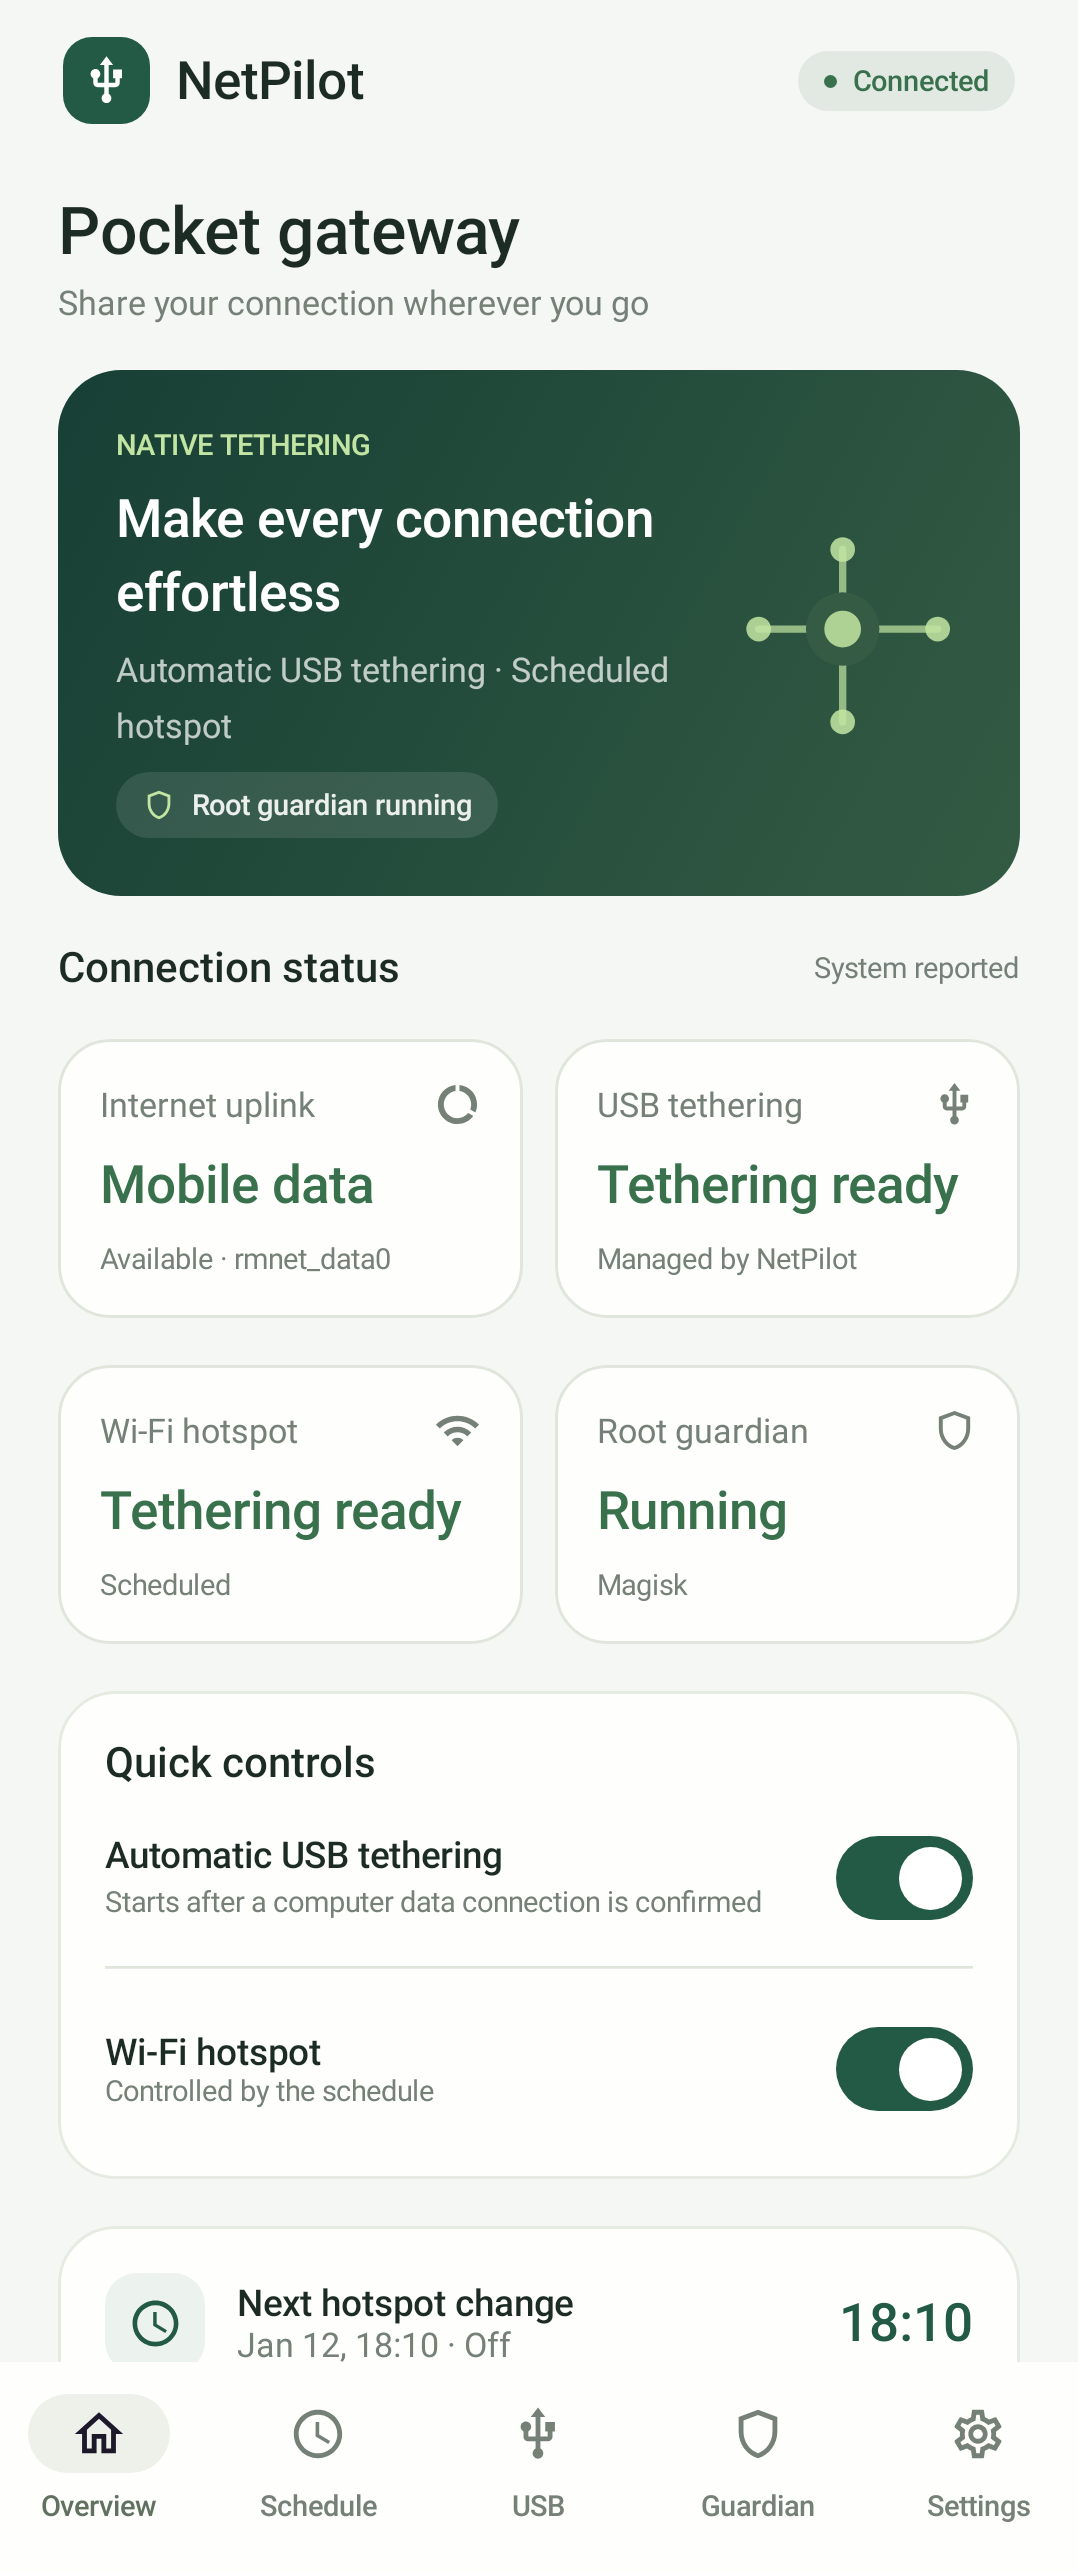 NetPilot
Connected
Pocket gateway
Share your connection wherever you go
NATIVE TETHERING
Make every connection
effortless
Automatic USB tethering · Scheduled
hotspot
Root guardian running
Connection status
System reported
Internet uplink
Mobile data
Available · rmnet_data0
USB tethering
Tethering ready
Managed by NetPilot
Wi-Fi hotspot
Tethering ready
Scheduled
Root guardian
Running
Magisk
Quick controls
Automatic USB tethering
Starts after a computer data connection is confirmed
Wi-Fi hotspot
Controlled by the schedule
Next hotspot change
Jan 12, 18:10 · Off
18:10
Overview
Schedule
USB
Guardian
Settings